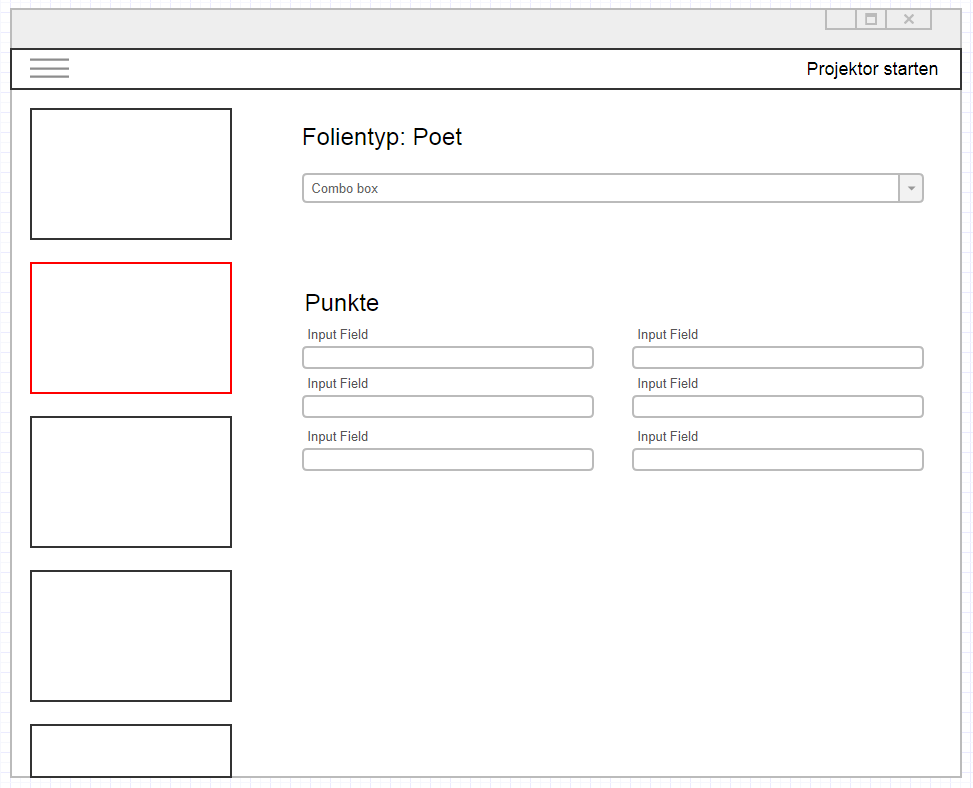 Projektor starten
Folientyp: Poet
Combo box
Punkte
Input Field
Input Field
Input Field
Input Field
Input Field
Input Field